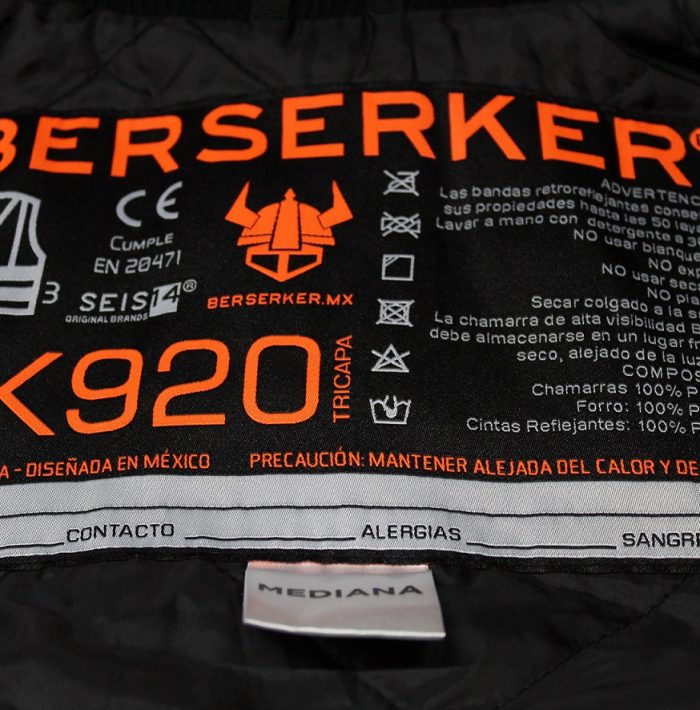 BERSERKER®
CE
CUMPLE
EN 20471
3
SEIS14®
ORIGINAL BRANDS
BERSERKER.MX
K920
TRICAPA
Las bandas retroreflejantes
sus propiedades hasta las 50
Lavar a mano con detergente a
NO usar
NO
NO usar
NO
Secar colgado a la
La chamarra de alta visibilidad
debe almacenarse en un lugar
seco, alejado de la
Chamarras 100%
Forro: 100%
Cintas Reflejantes: 100%
- DISEÑADA EN MÉXICO
PRECAUCIÓN: MANTENER ALEJADA DEL CALOR Y DE
CONTACTO
ALERGIAS
MEDIANA